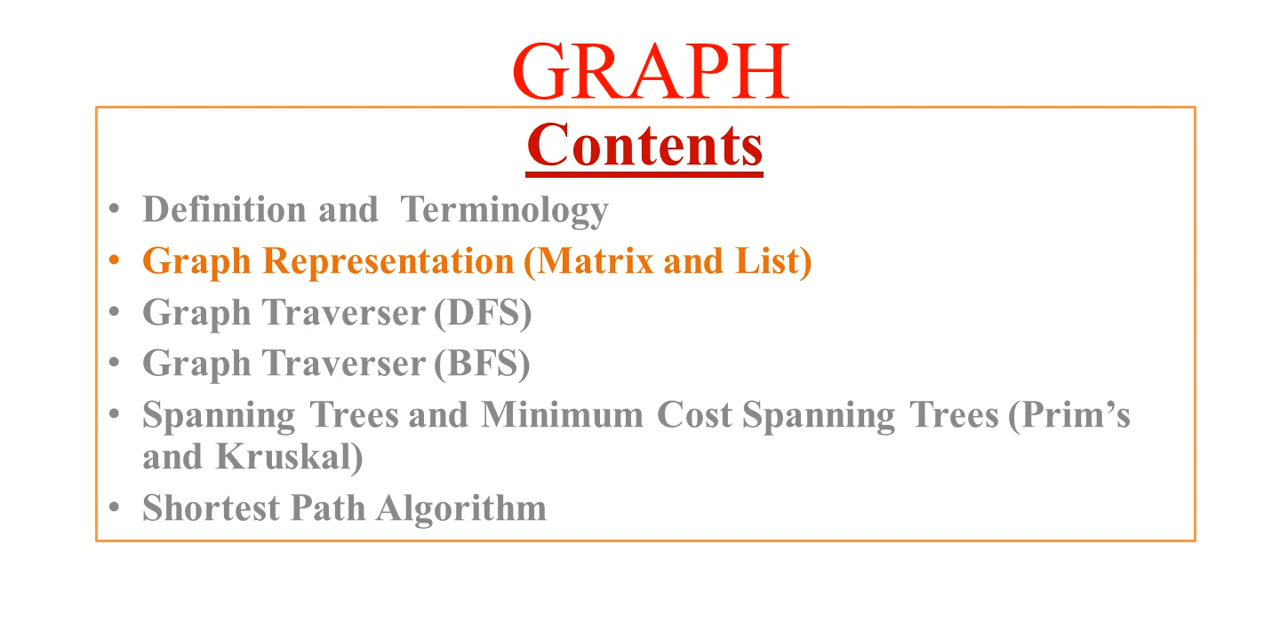 GRAPH
Contents
• Definition and Terminology
• Graph Representation (Matrix and List)
• Graph Traverser (DFS)
• Graph Traverser (BFS)
• Spanning Trees and Minimum Cost Spanning Trees (Prim’s
and Kruskal)
• Shortest Path Algorithm